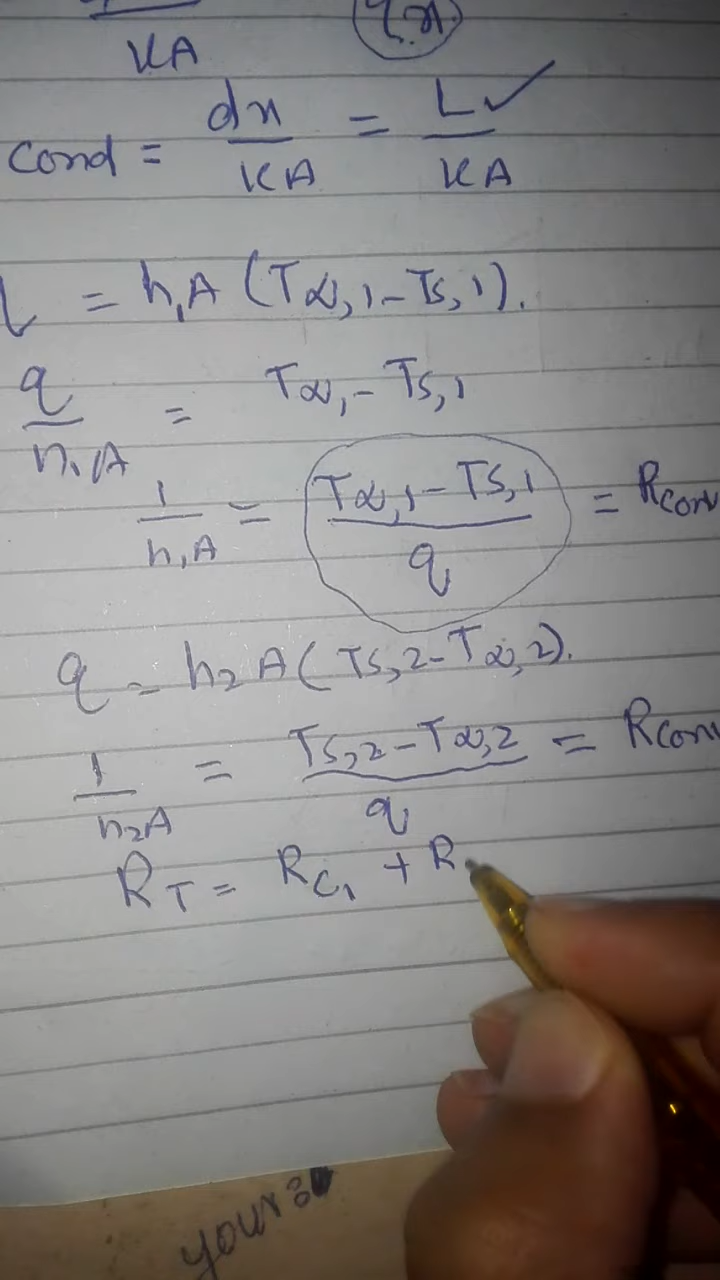 KA q.x.
cond = dx/KA = L/KA ✓
= h1A (T∞,1 - Ts,1).
q/h1A = T∞, - Ts,1
1/h1A = T∞,1 - Ts,1/q = Rconv
q = h2A (Ts,2 - T∞,2).
1/h2A = Ts,2 - T∞,2/q = Rconv
RT = Rc1 + R
your